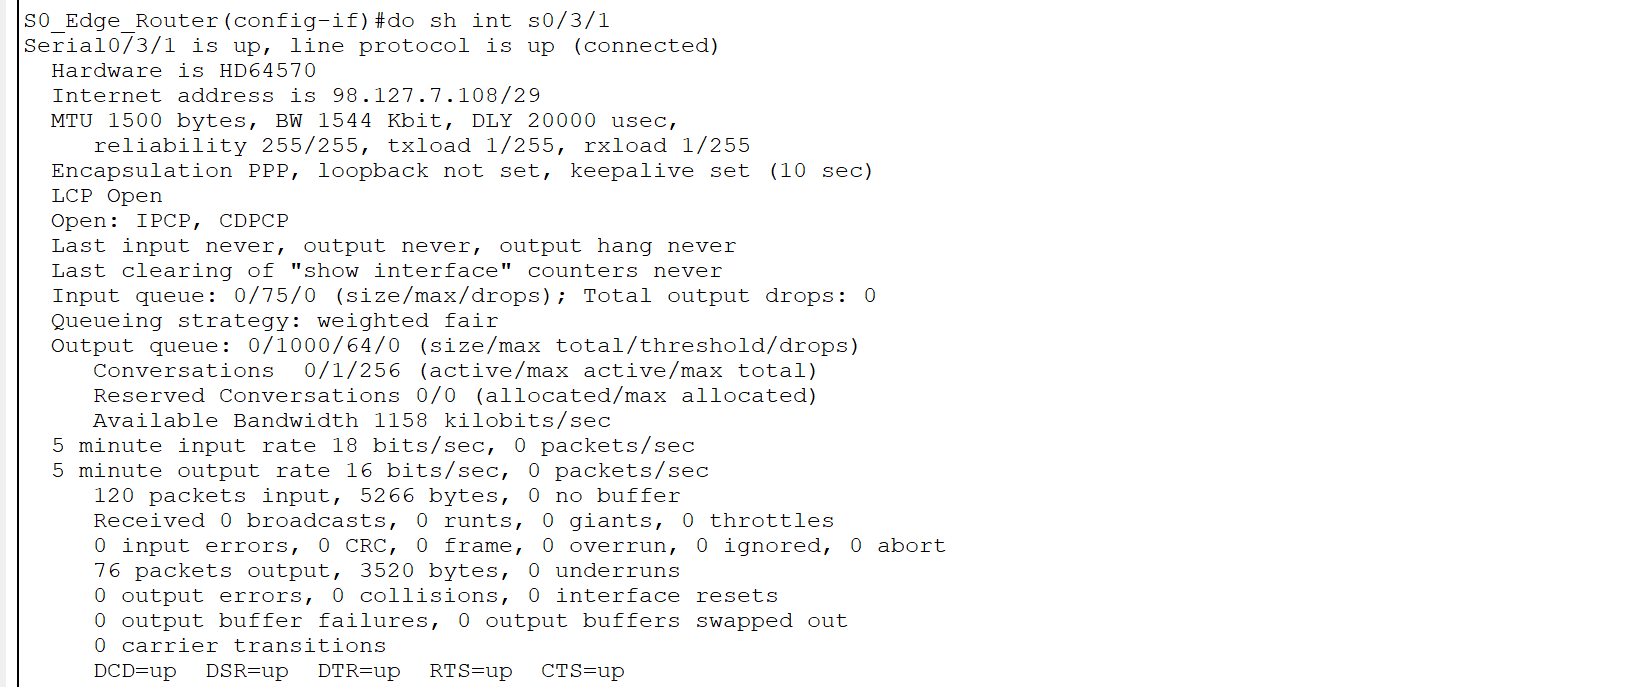 S0_Edge_Router(config-if)#do sh int s0/3/1
Serial0/3/1 is up, line protocol is up (connected)
Hardware is HD64570
Internet address is 98.127.7.108/29
MTU 1500 bytes, BW 1544 Kbit, DLY 20000 usec,
reliability 255/255, txload 1/255, rxload 1/255
Encapsulation PPP, loopback not set, keepalive set (10 sec)
LCP Open
Open: IPCP, CDPCP
Last input never, output never, output hang never
Last clearing of "show interface" counters never
Input queue: 0/75/0 (size/max/drops); Total output drops: 0
Queueing strategy: weighted fair
Output queue: 0/1000/64/0 (size/max total/threshold/drops)
Conversations  0/1/256 (active/max active/max total)
Reserved Conversations 0/0 (allocated/max allocated)
Available Bandwidth 1158 kilobits/sec
5 minute input rate 18 bits/sec, 0 packets/sec
5 minute output rate 16 bits/sec, 0 packets/sec
120 packets input, 5266 bytes, 0 no buffer
Received 0 broadcasts, 0 runts, 0 giants, 0 throttles
0 input errors, 0 CRC, 0 frame, 0 overrun, 0 ignored, 0 abort
76 packets output, 3520 bytes, 0 underruns
0 output errors, 0 collisions, 0 interface resets
0 output buffer failures, 0 output buffers swapped out
0 carrier transitions
DCD=up  DSR=up  DTR=up  RTS=up  CTS=up